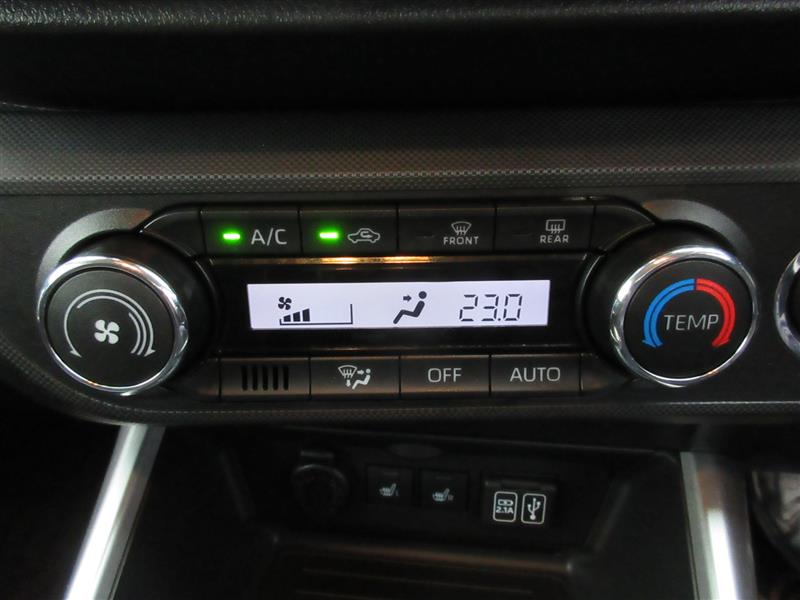 A/C
FRONT
REAR
23.0
TEMP
OFF
AUTO
L
R
2.1A